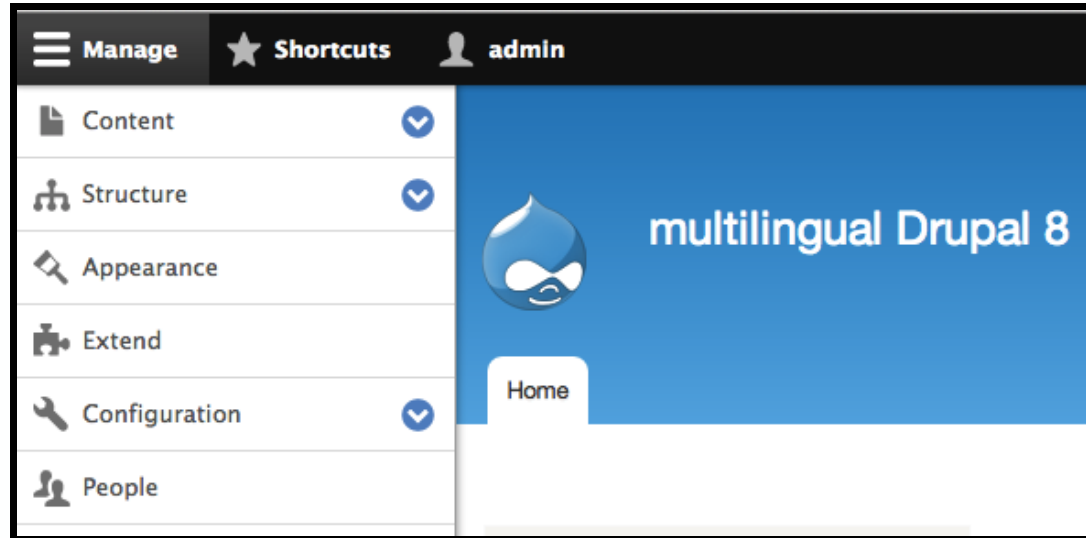 Manage Shortcuts admin
Content
Structure
Appearance
Extend
Configuration
People
multilingual Drupal 8
Home